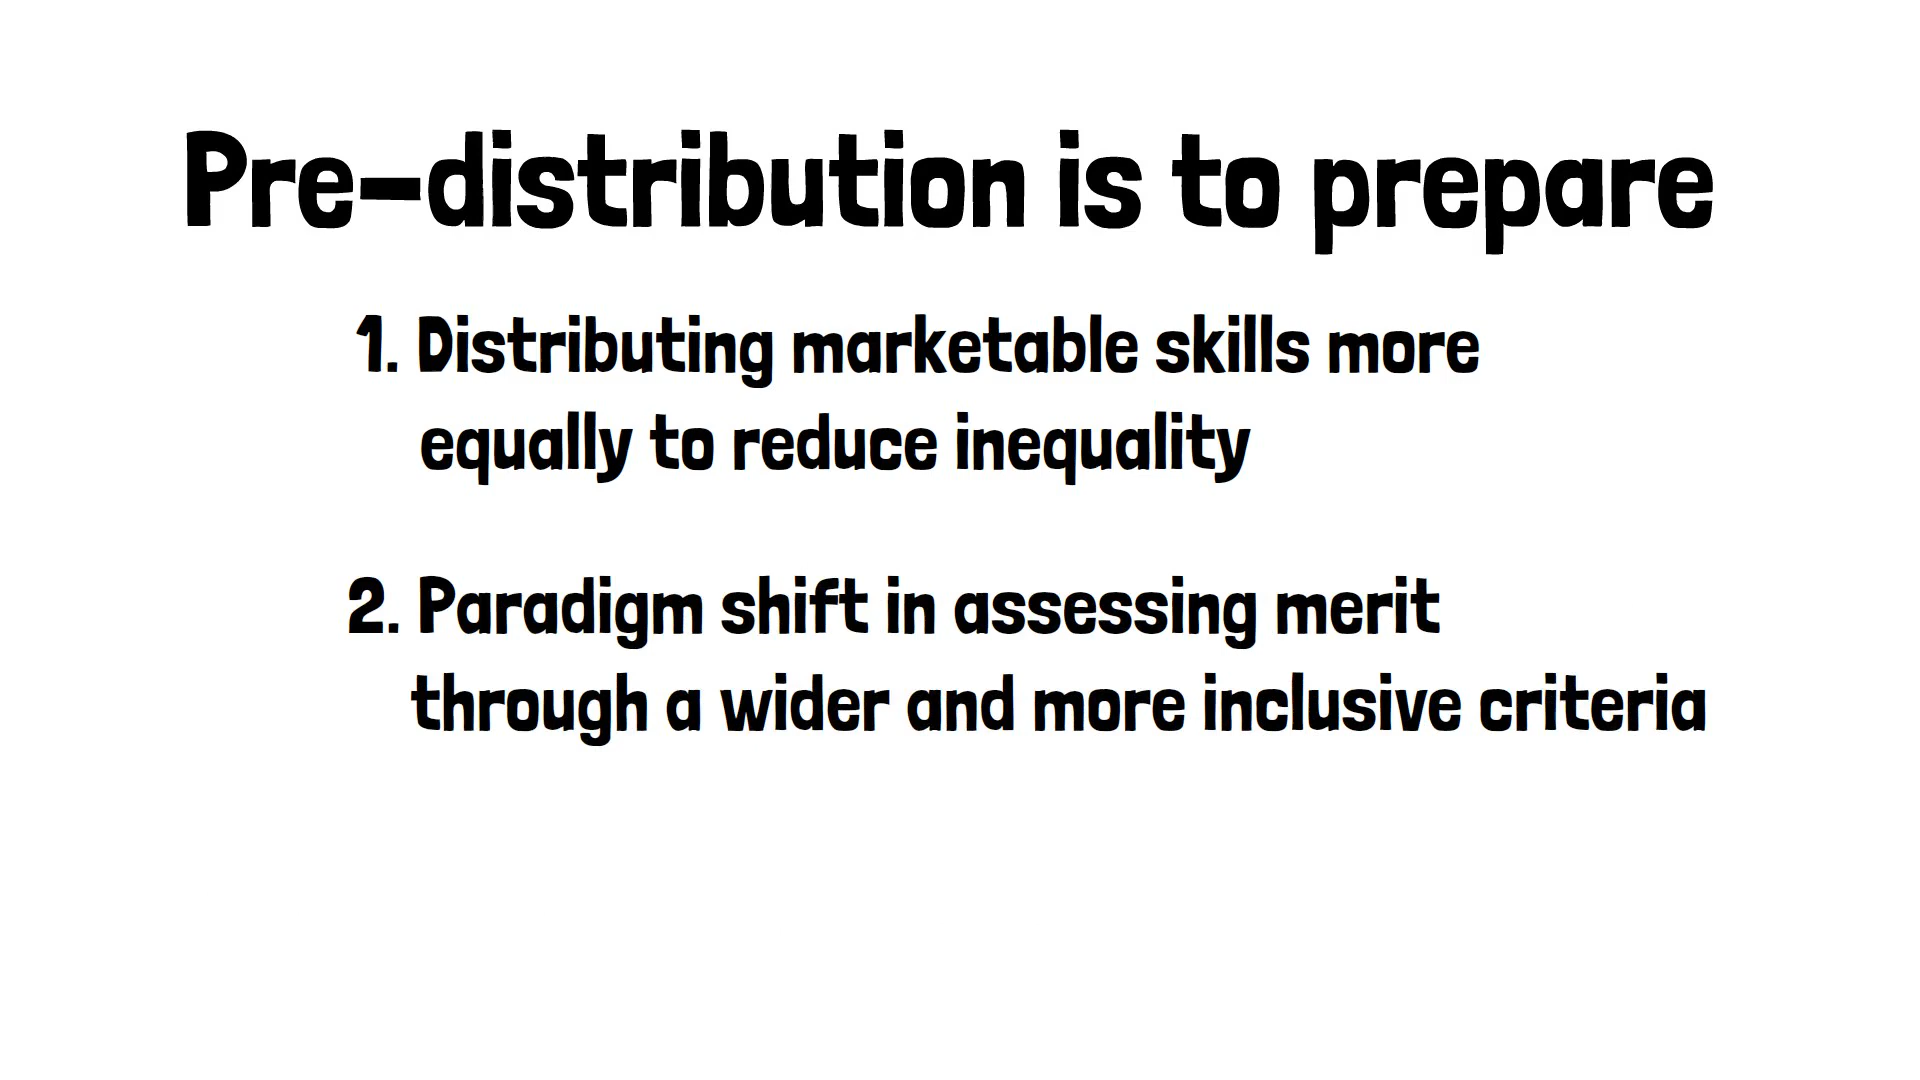 Pre-distribution is to prepare
1. Distributing marketable skills more
equally to reduce inequality
2. Paradigm shift in assessing merit
through a wider and more inclusive criteria